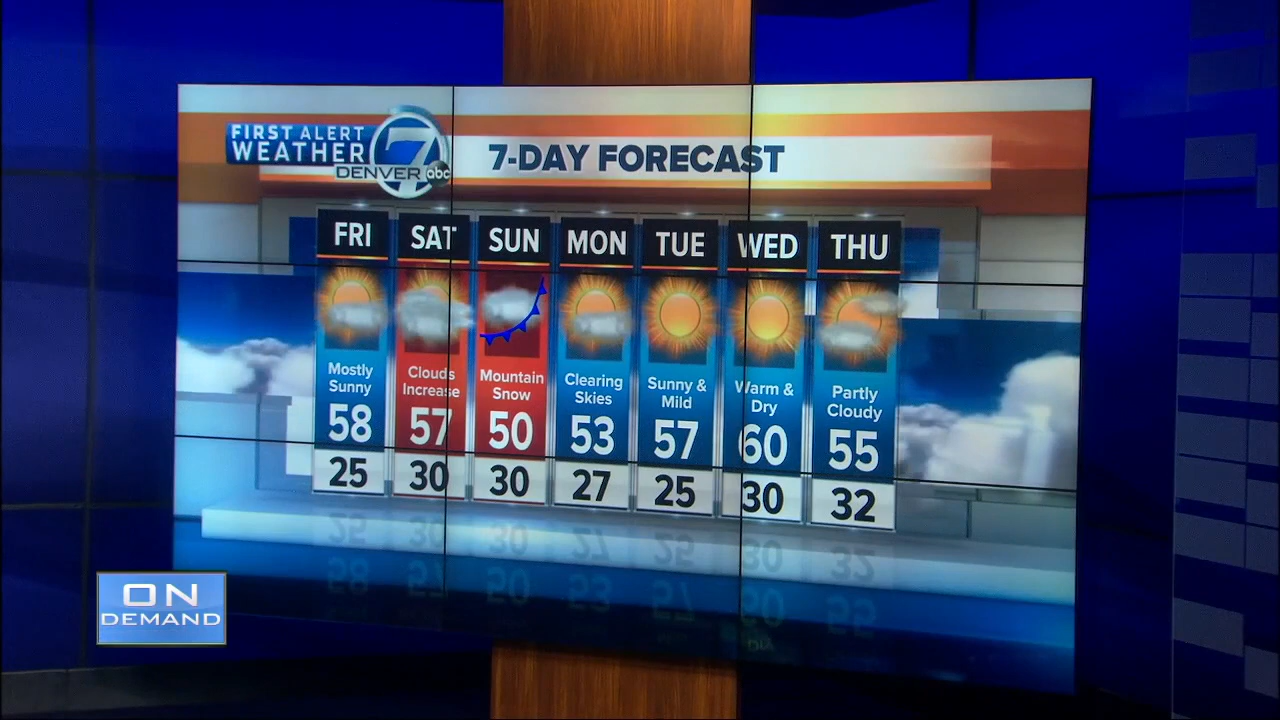 FIRST ALERT
WEATHER
7
DENVER abc
7-DAY FORECAST
FRI SAT SUN MON TUE WED THU
Mostly Sunny
Clouds Increase
Mountain Snow
Clearing Skies
Sunny & Mild
Warm & Dry
Partly Cloudy
58 57 50 53 57 60 55
25 30 30 27 25 30 32
ON
DEMAND